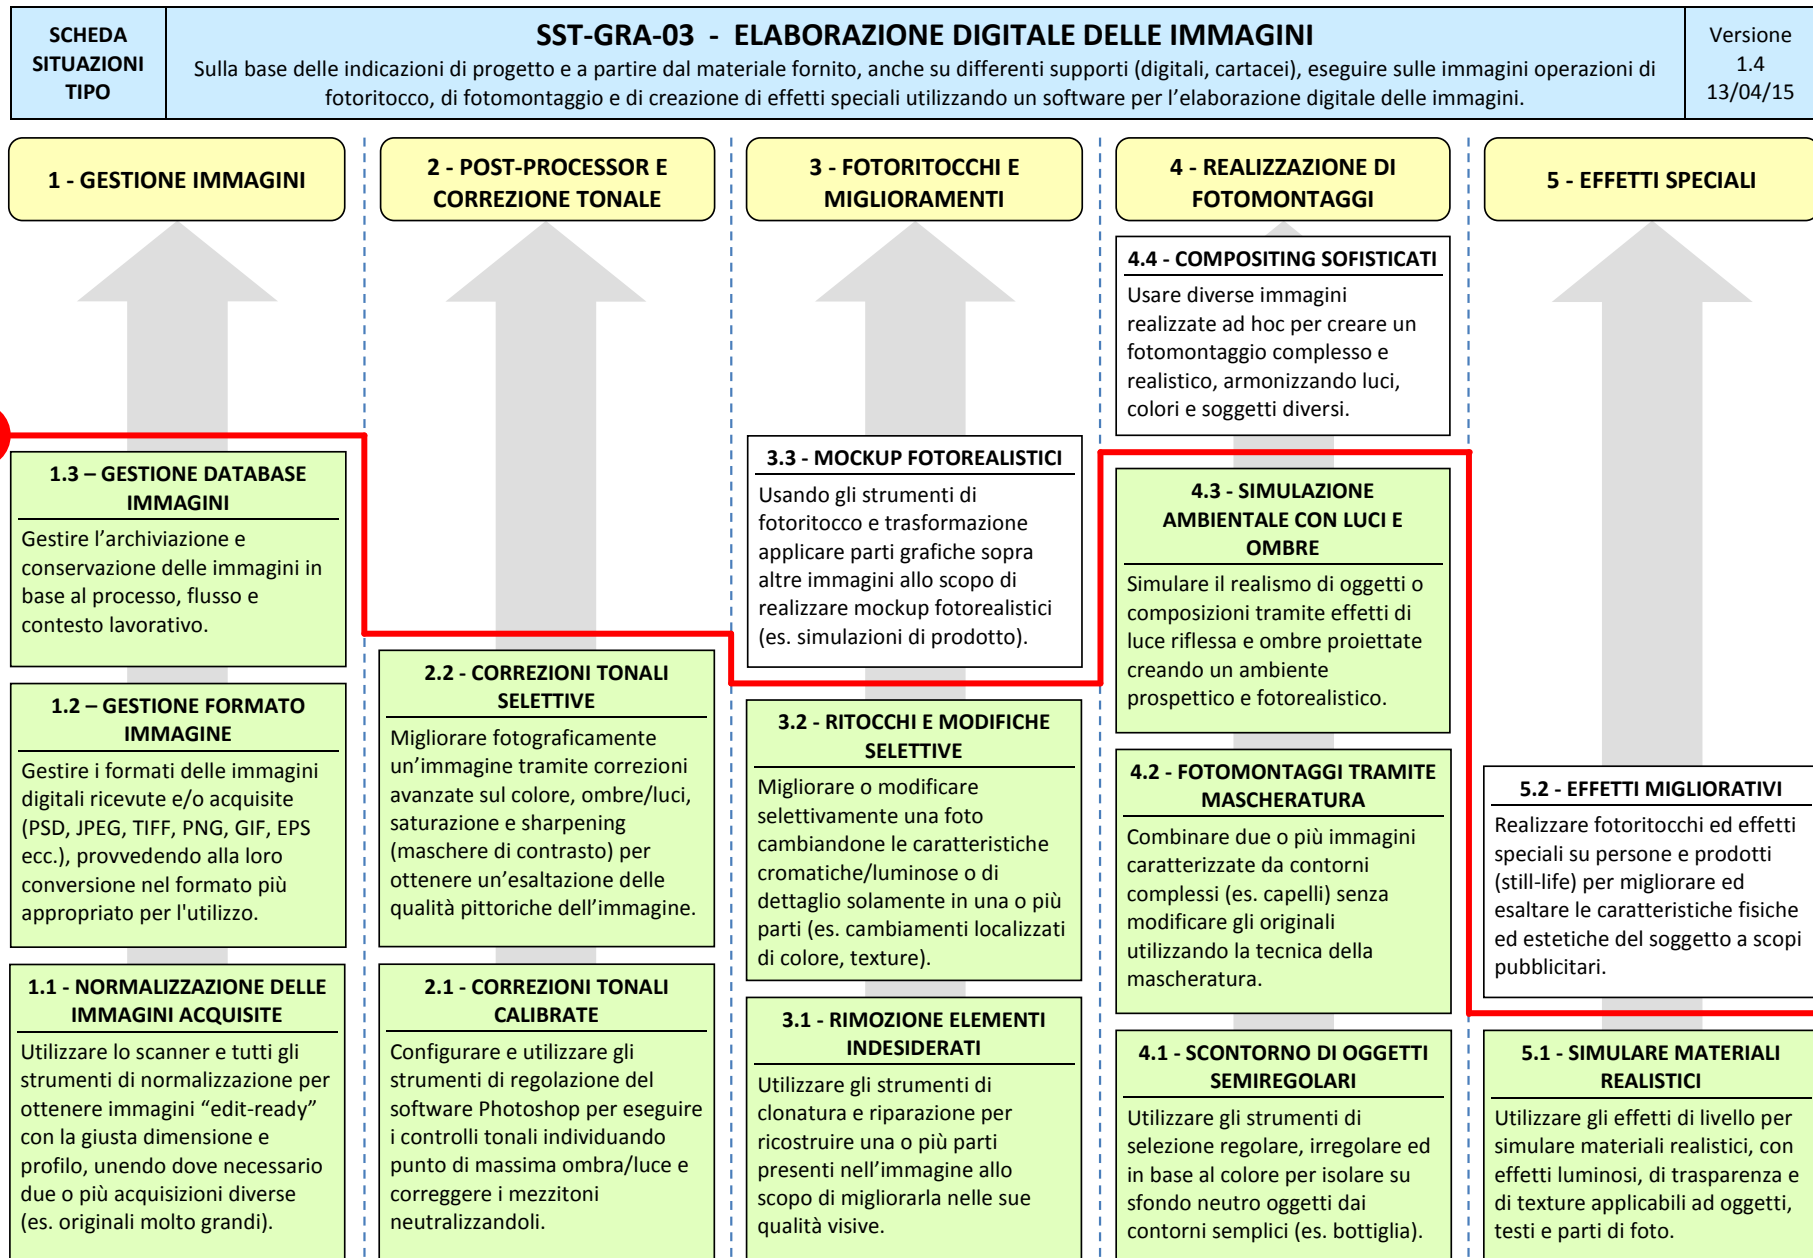 SCHEDA
SITUAZIONI
TIPO
SST-GRA-03 - ELABORAZIONE DIGITALE DELLE IMMAGINI
Sulla base delle indicazioni di progetto e a partire dal materiale fornito, anche su differenti supporti (digitali, cartacei), eseguire sulle immagini operazioni di
fotoritocco, di fotomontaggio e di creazione di effetti speciali utilizzando un software per l’elaborazione digitale delle immagini.
Versione
1.4
13/04/15
1 - GESTIONE IMMAGINI
1.3 – GESTIONE DATABASE
IMMAGINI
Gestire l’archiviazione e
conservazione delle immagini in
base al processo, flusso e
contesto lavorativo.
1.2 – GESTIONE FORMATO
IMMAGINE
Gestire i formati delle immagini
digitali ricevute e/o acquisite
(PSD, JPEG, TIFF, PNG, GIF, EPS
ecc.), provvedendo alla loro
conversione nel formato più
appropriato per l'utilizzo.
1.1 - NORMALIZZAZIONE DELLE
IMMAGINI ACQUISITE
Utilizzare lo scanner e tutti gli
strumenti di normalizzazione per
ottenere immagini “edit-ready”
con la giusta dimensione e
profilo, unendo dove necessario
due o più acquisizioni diverse
(es. originali molto grandi).
2 - POST-PROCESSOR E
CORREZIONE TONALE
2.2 - CORREZIONI TONALI
SELETTIVE
Migliorare fotograficamente
un’immagine tramite correzioni
avanzate sul colore, ombre/luci,
saturazione e sharpening
(maschere di contrasto) per
ottenere un’esaltazione delle
qualità pittoriche dell’immagine.
2.1 - CORREZIONI TONALI
CALIBRATE
Configurare e utilizzare gli
strumenti di regolazione del
software Photoshop per eseguire
i controlli tonali individuando
punto di massima ombra/luce e
correggere i mezzitoni
neutralizzandoli.
3 - FOTORITOCCHI E
MIGLIORAMENTI
3.3 - MOCKUP FOTOREALISTICI
Usando gli strumenti di
fotoritocco e trasformazione
applicare parti grafiche sopra
altre immagini allo scopo di
realizzare mockup fotorealistici
(es. simulazioni di prodotto).
3.2 - RITOCCHI E MODIFICHE
SELETTIVE
Migliorare o modificare
selettivamente una foto
cambiandone le caratteristiche
cromatiche/luminose o di
dettaglio solamente in una o più
parti (es. cambiamenti localizzati
di colore, texture).
3.1 - RIMOZIONE ELEMENTI
INDESIDERATI
Utilizzare gli strumenti di
clonatura e riparazione per
ricostruire una o più parti
presenti nell’immagine allo
scopo di migliorarla nelle sue
qualità visive.
4 - REALIZZAZIONE DI
FOTOMONTAGGI
4.4 - COMPOSITING SOFISTICATI
Usare diverse immagini
realizzate ad hoc per creare un
fotomontaggio complesso e
realistico, armonizzando luci,
colori e soggetti diversi.
4.3 - SIMULAZIONE
AMBIENTALE CON LUCI E
OMBRE
Simulare il realismo di oggetti o
composizioni tramite effetti di
luce riflessa e ombre proiettate
creando un ambiente
prospettico e fotorealistico.
4.2 - FOTOMONTAGGI TRAMITE
MASCHERATURA
Combinare due o più immagini
caratterizzate da contorni
complessi (es. capelli) senza
modificare gli originali
utilizzando la tecnica della
mascheratura.
4.1 - SCONTORNO DI OGGETTI
SEMIREGOLARI
Utilizzare gli strumenti di
selezione regolare, irregolare ed
in base al colore per isolare su
sfondo neutro oggetti dai
contorni semplici (es. bottiglia).
5 - EFFETTI SPECIALI
5.2 - EFFETTI MIGLIORATIVI
Realizzare fotoritocchi ed effetti
speciali su persone e prodotti
(still-life) per migliorare ed
esaltare le caratteristiche fisiche
ed estetiche del soggetto a scopi
pubblicitari.
5.1 - SIMULARE MATERIALI
REALISTICI
Utilizzare gli effetti di livello per
simulare materiali realistici, con
effetti luminosi, di trasparenza e
di texture applicabili ad oggetti,
testi e parti di foto.